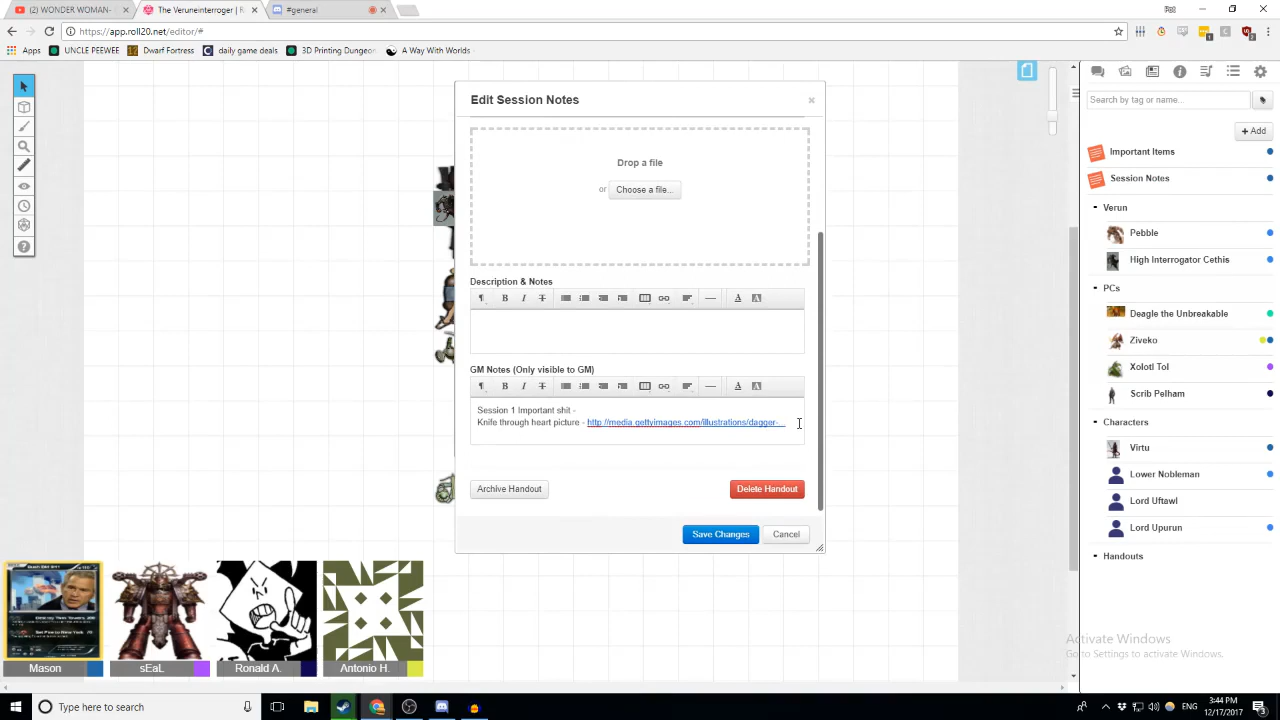 (2) WONDER WOMAN-
The Veruneinterroger | R
#general
https://app.roll20.net/editor/#
Apps
UNCLE PEEWEE
Dwarf Fortress
daily game deals
3D Printing Dungeon
A Way With Worlds
Edit Session Notes
Drop a file
or
Choose a file...
Description & Notes
GM Notes (Only visible to GM)
Session 1 Important shit -
Knife through heart picture - http://media.gettyimages.com/illustrations/dagger-...
Archive Handout
Delete Handout
Save Changes
Cancel
Search by tag or name...
+ Add
Important Items
Session Notes
Verun
Pebble
High Interrogator Cethis
PCs
Deagle the Unbreakable
Ziveko
Xolotl Tol
Scrib Pelham
Characters
Virtu
Lower Nobleman
Lord Uftawl
Lord Upurun
Handouts
Mason
sEaL
Ronald A.
Antonio H.
Activate Windows
Go to Settings to activate Windows.
Type here to search
ENG
3:44 PM
12/17/2017